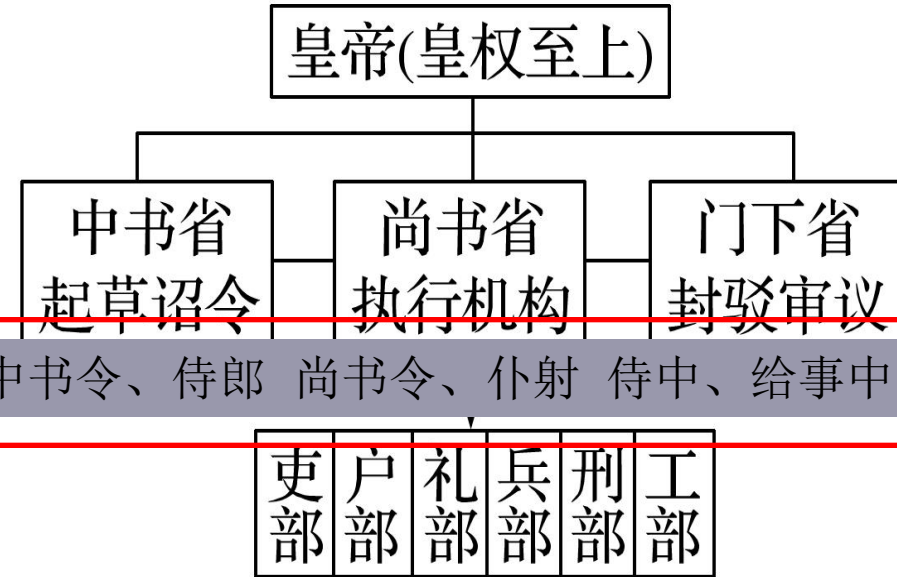 皇帝(皇权至上)
中书省
起草诏令
尚书省
执行机构
门下省
封驳审议
中书令、侍郎 尚书令、仆射 侍中、给事中
吏部
户部
礼部
兵部
刑部
工部